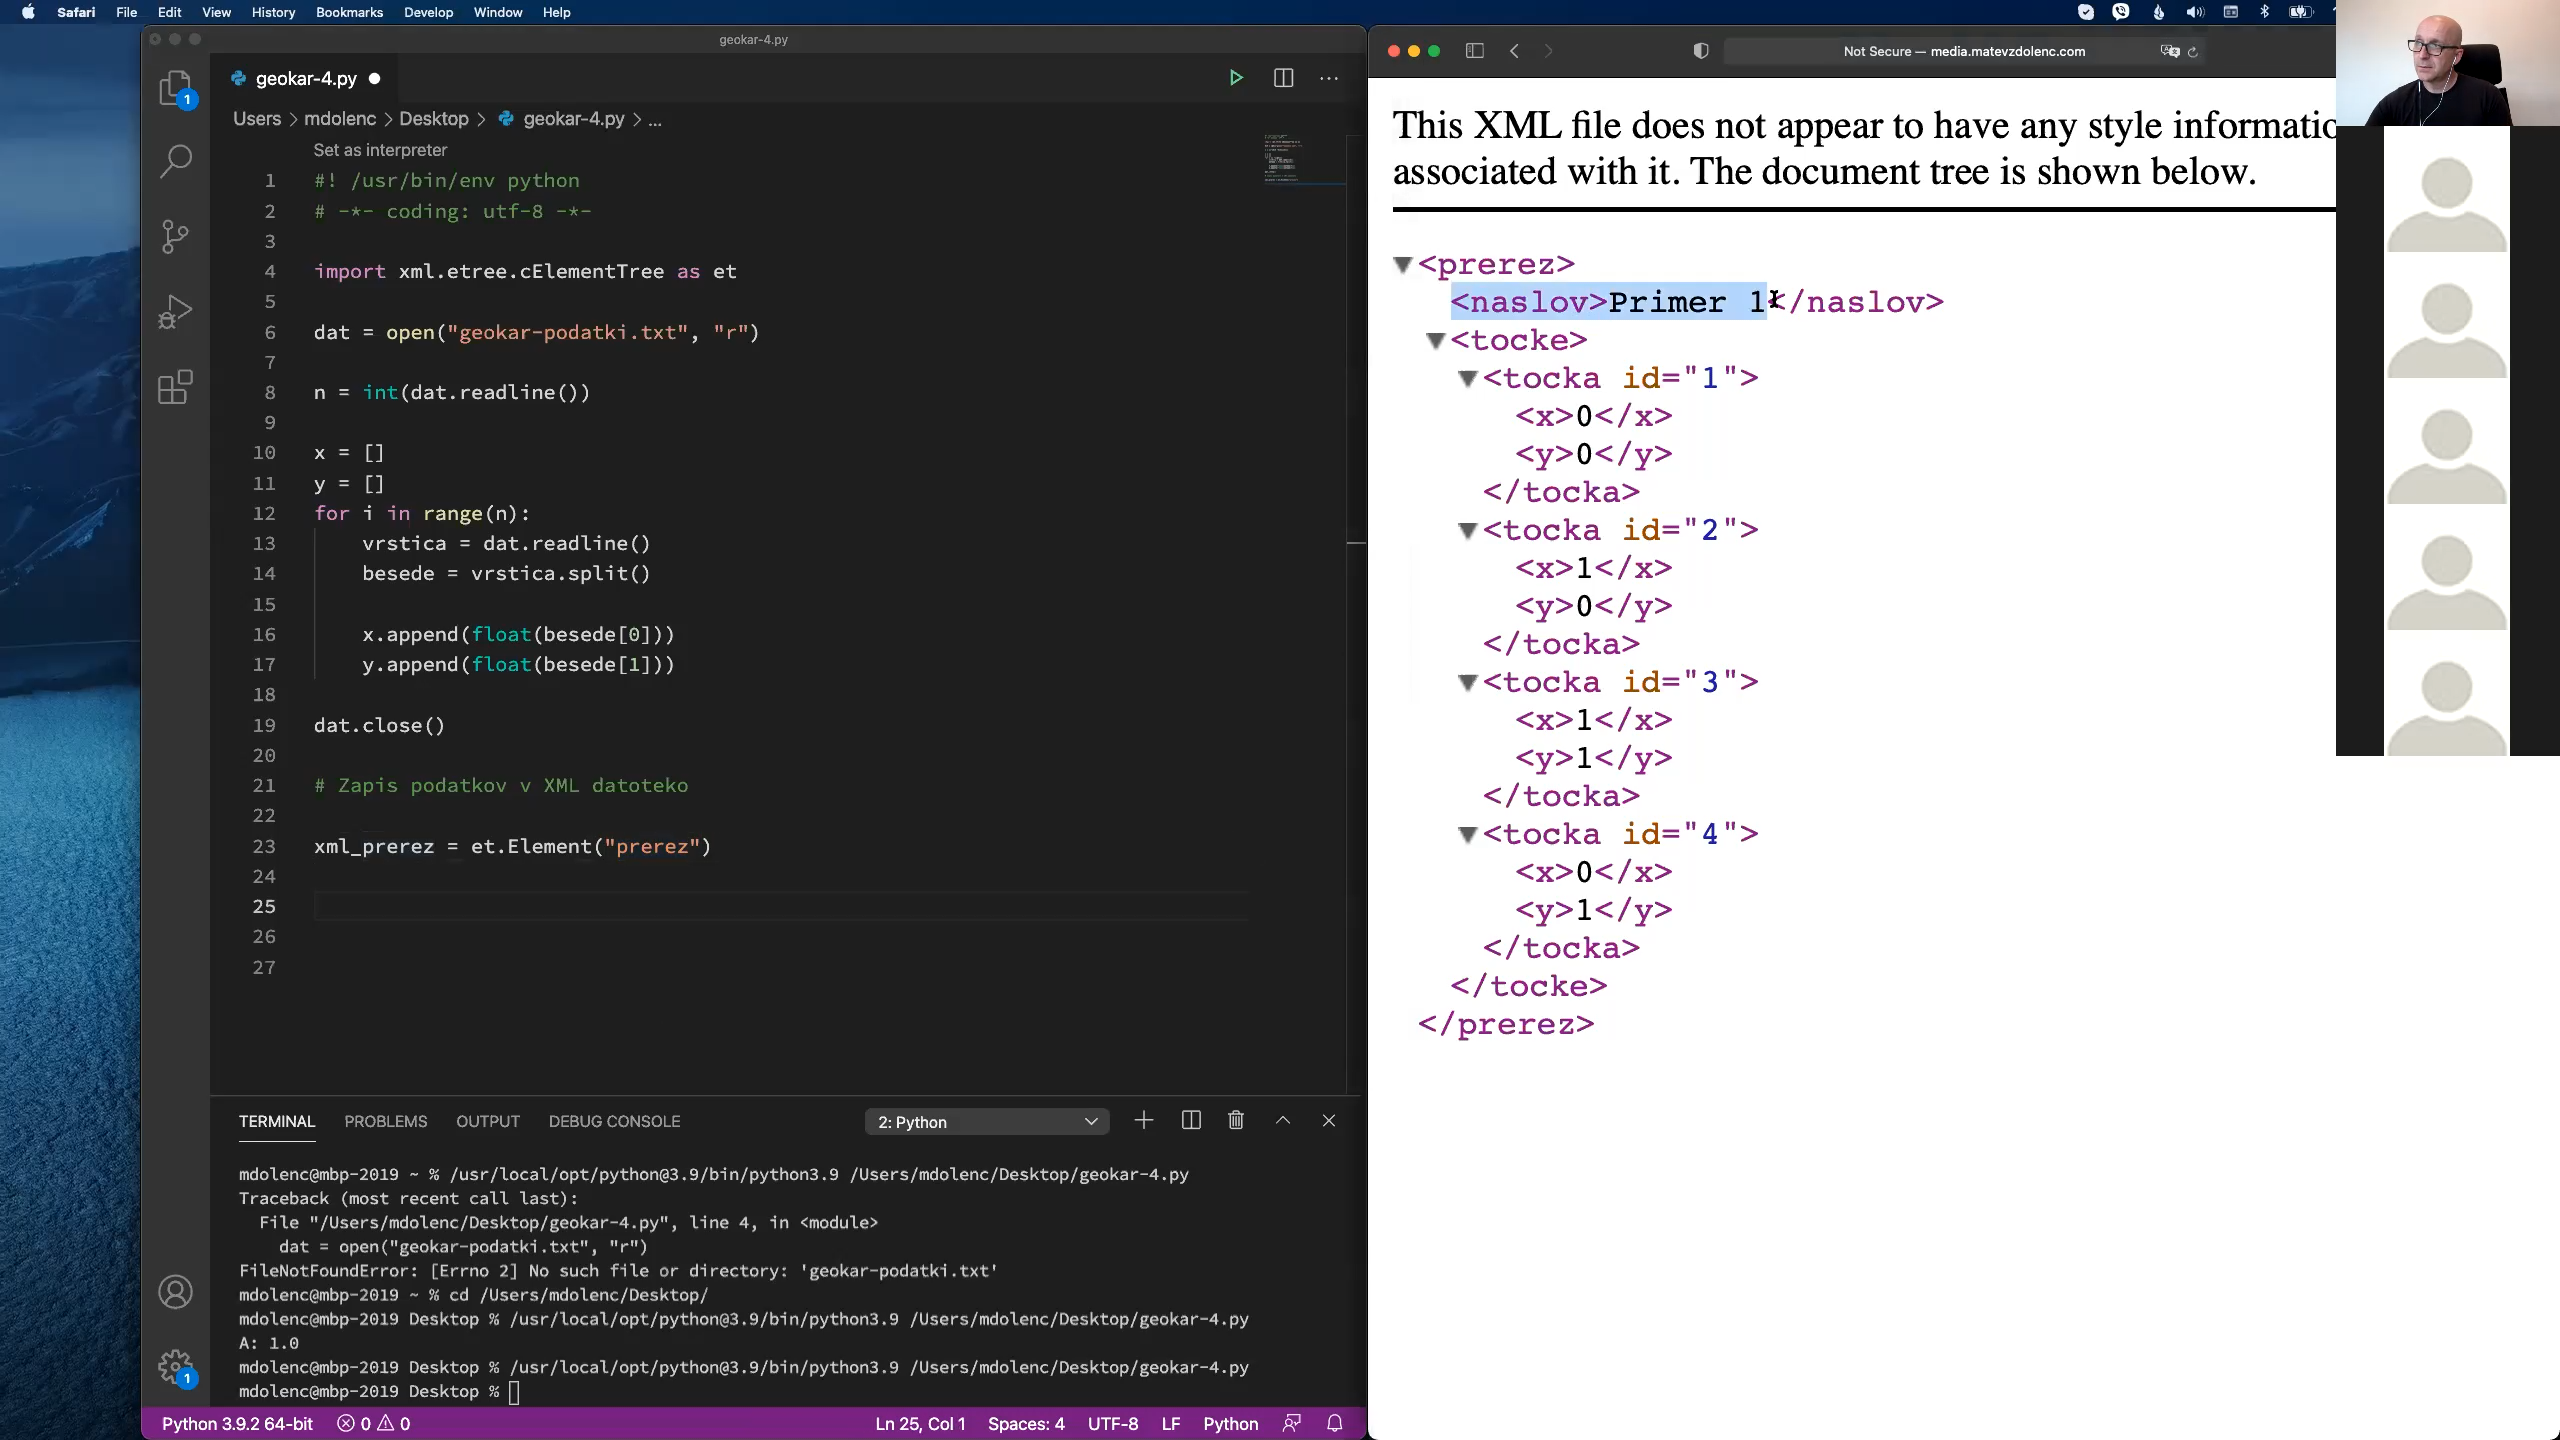 Safari File Edit View History Bookmarks Develop Window Help
geokar-4.py
geokar-4.py
Users > mdolenc > Desktop > geokar-4.py > ...
Set as interpreter
1 #! /usr/bin/env python
2 # -*- coding: utf-8 -*-
3
4 import xml.etree.cElementTree as et
5
6 dat = open("geokar-podatki.txt", "r")
7
8 n = int(dat.readline())
9
10 x = []
11 y = []
12 for i in range(n):
13 vrstica = dat.readline()
14 besede = vrstica.split()
15
16 x.append(float(besede[0]))
17 y.append(float(besede[1]))
18
19 dat.close()
20
21 # Zapis podatkov v XML datoteko
22
23 xml_prerez = et.Element("prerez")
24
25
26
27
TERMINAL PROBLEMS OUTPUT DEBUG CONSOLE 2: Python
mdolenc@mbp-2019 ~ % /usr/local/opt/python@3.9/bin/python3.9 /Users/mdolenc/Desktop/geokar-4.py
Traceback (most recent call last):
File "/Users/mdolenc/Desktop/geokar-4.py", line 4, in <module>
dat = open("geokar-podatki.txt", "r")
FileNotFoundError: [Errno 2] No such file or directory: 'geokar-podatki.txt'
mdolenc@mbp-2019 ~ % cd /Users/mdolenc/Desktop/
mdolenc@mbp-2019 Desktop % /usr/local/opt/python@3.9/bin/python3.9 /Users/mdolenc/Desktop/geokar-4.py
A: 1.0
mdolenc@mbp-2019 Desktop % /usr/local/opt/python@3.9/bin/python3.9 /Users/mdolenc/Desktop/geokar-4.py
mdolenc@mbp-2019 Desktop %
1
1
Python 3.9.2 64-bit 0 0 Ln 25, Col 1 Spaces: 4 UTF-8 LF Python
Not Secure — media.matevzdolenc.com
This XML file does not appear to have any style informatio
associated with it. The document tree is shown below.
<prerez>
<naslov>Primer 1</naslov>
<tocke>
<tocka id="1">
<x>0</x>
<y>0</y>
</tocka>
<tocka id="2">
<x>1</x>
<y>0</y>
</tocka>
<tocka id="3">
<x>1</x>
<y>1</y>
</tocka>
<tocka id="4">
<x>0</x>
<y>1</y>
</tocka>
</tocke>
</prerez>